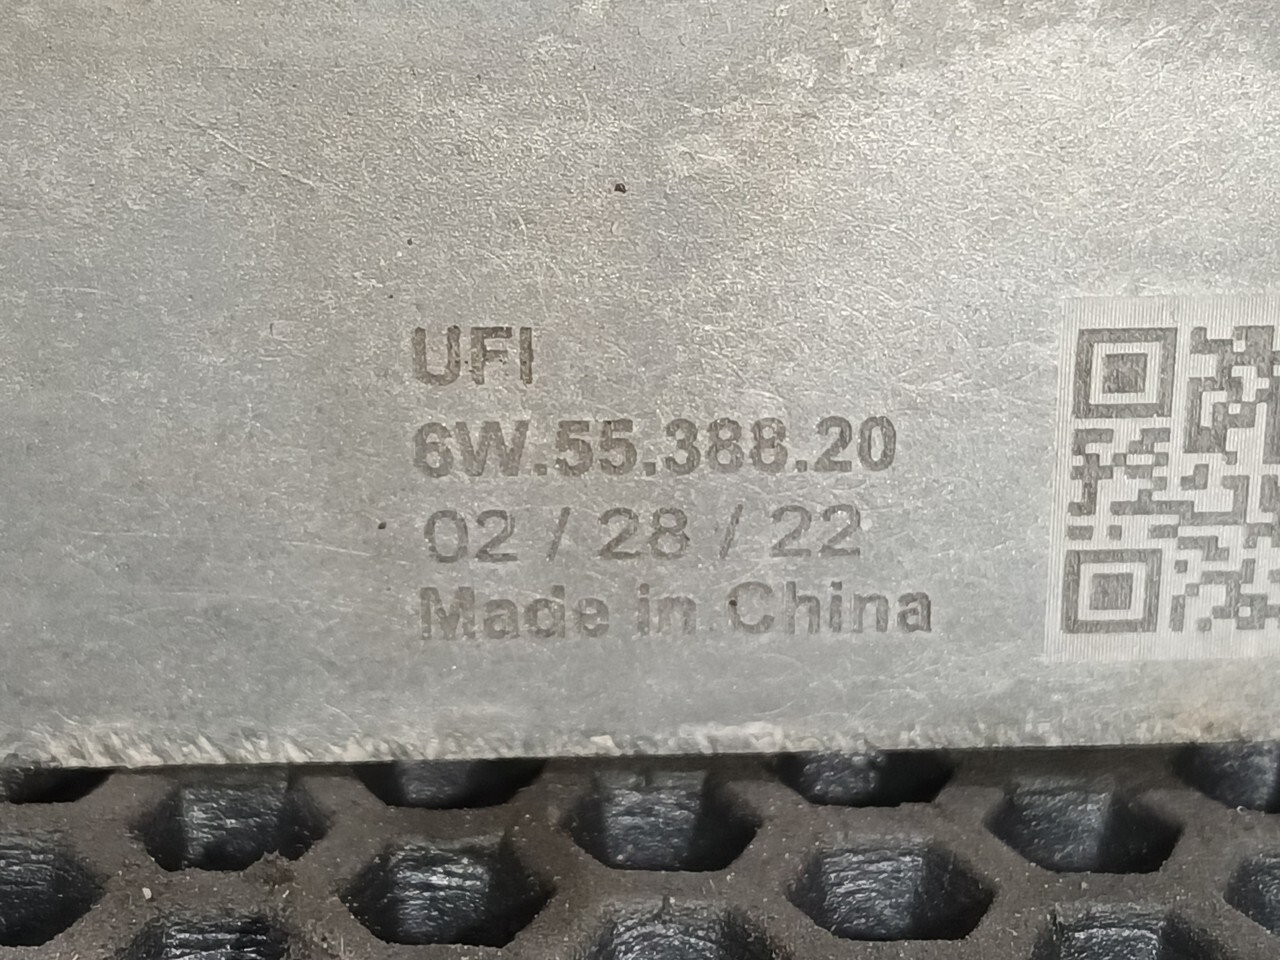 UFI
6W.55.388.20
02 / 28 / 22
Made in China